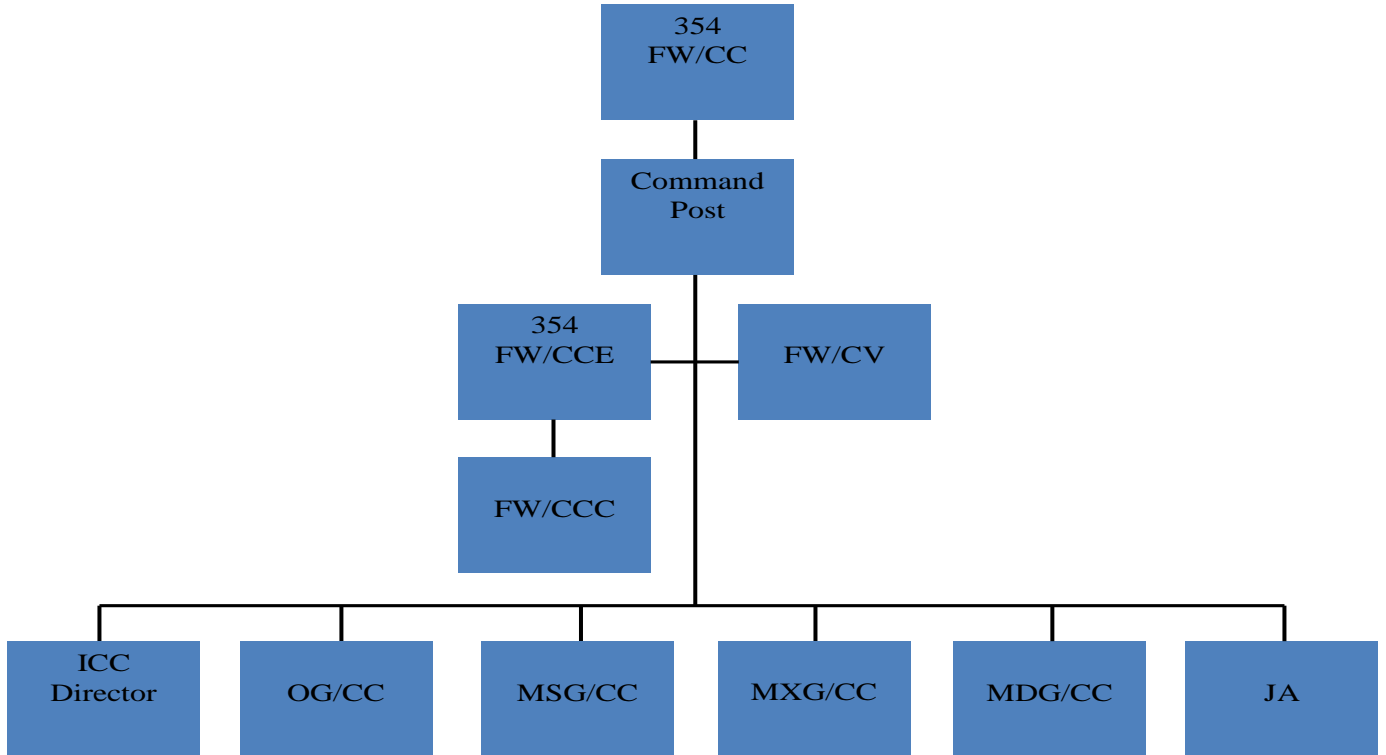 354
FW/CC
Command
Post
354
FW/CCE
FW/CV
FW/CCC
ICC
Director
OG/CC
MSG/CC
MXG/CC
MDG/CC
JA